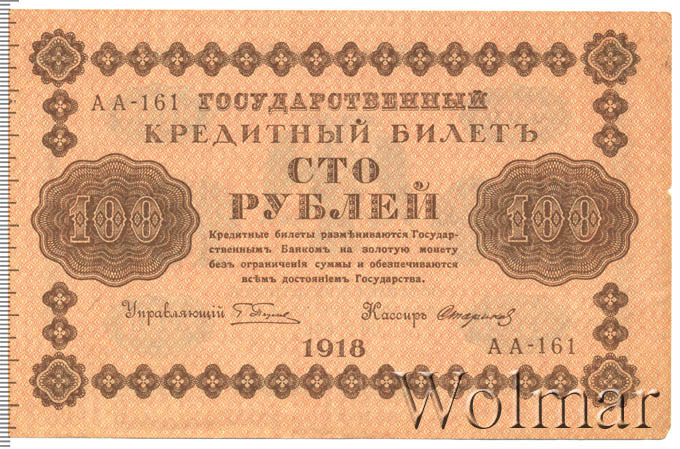 АА-161 ГОСУДАРСТВЕННЫЙ
КРЕДИТНЫЙ БИЛЕТЪ
СТО
РУБЛЕЙ
100 100
Кредитные билеты размѣниваются Государ-
ственнымъ Банкомъ на золотую монету
безъ ограниченія суммы и обезпечиваются
всѣмъ достояніемъ Государства.
Управляющій Кассиръ
1918 АА-161
Wolmar